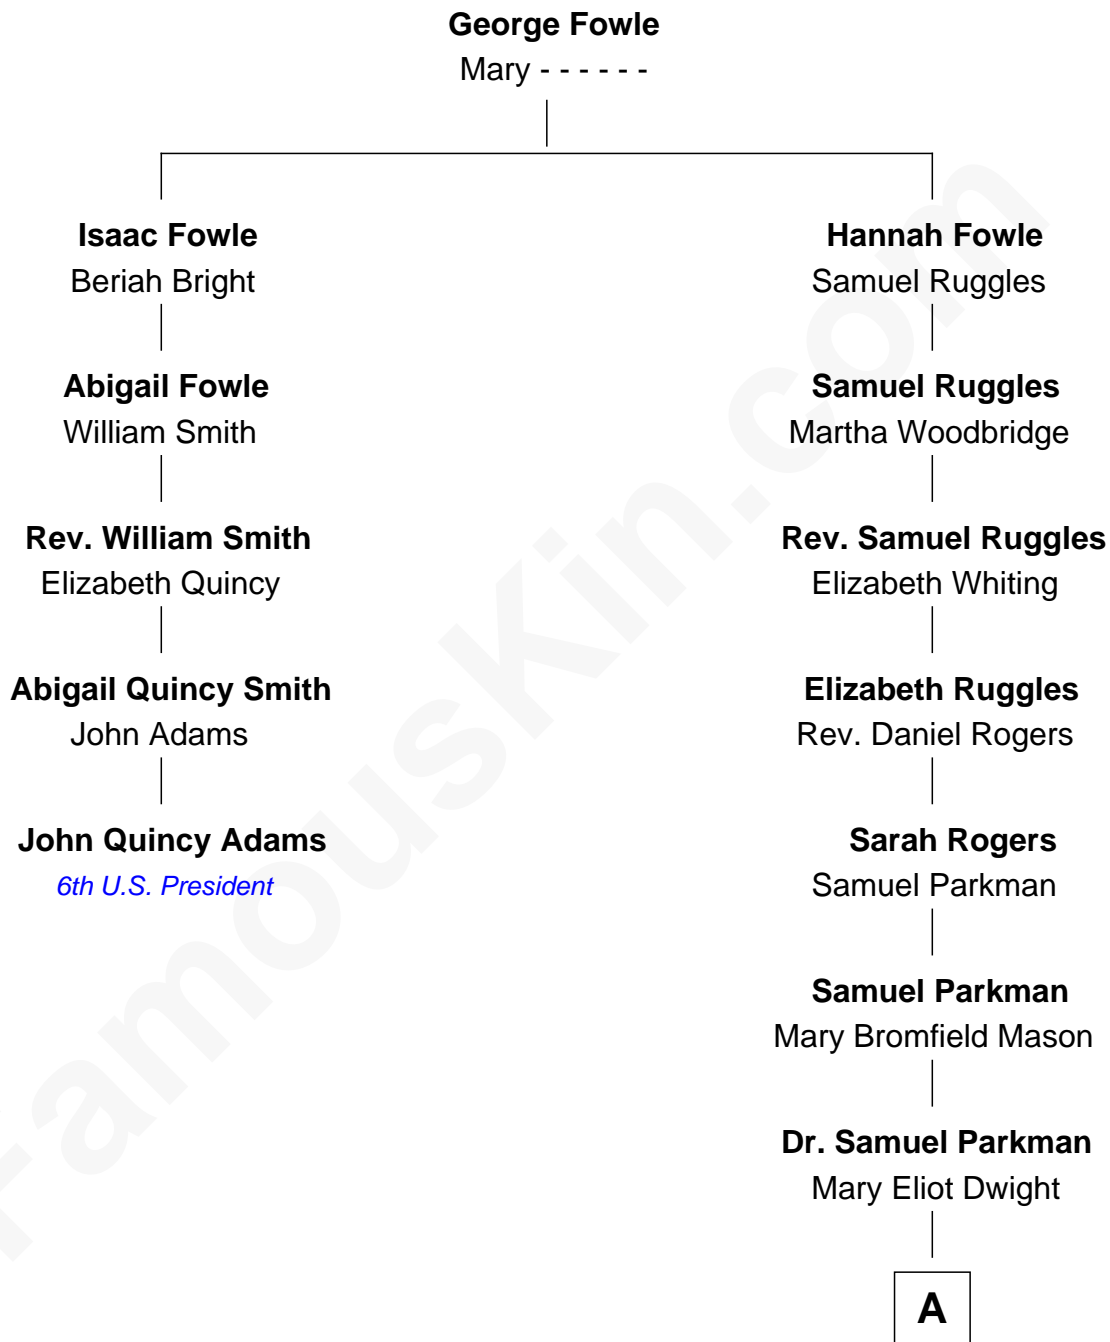 George Fowle
Mary - - - - - -
Isaac Fowle
Beriah Bright
Abigail Fowle
William Smith
Rev. William Smith
Elizabeth Quincy
Abigail Quincy Smith
John Adams
John Quincy Adams
6th U.S. President
Hannah Fowle
Samuel Ruggles
Samuel Ruggles
Martha Woodbridge
Rev. Samuel Ruggles
Elizabeth Whiting
Elizabeth Ruggles
Rev. Daniel Rogers
Sarah Rogers
Samuel Parkman
Samuel Parkman
Mary Bromfield Mason
Dr. Samuel Parkman
Mary Eliot Dwight
A
FamousKin.com